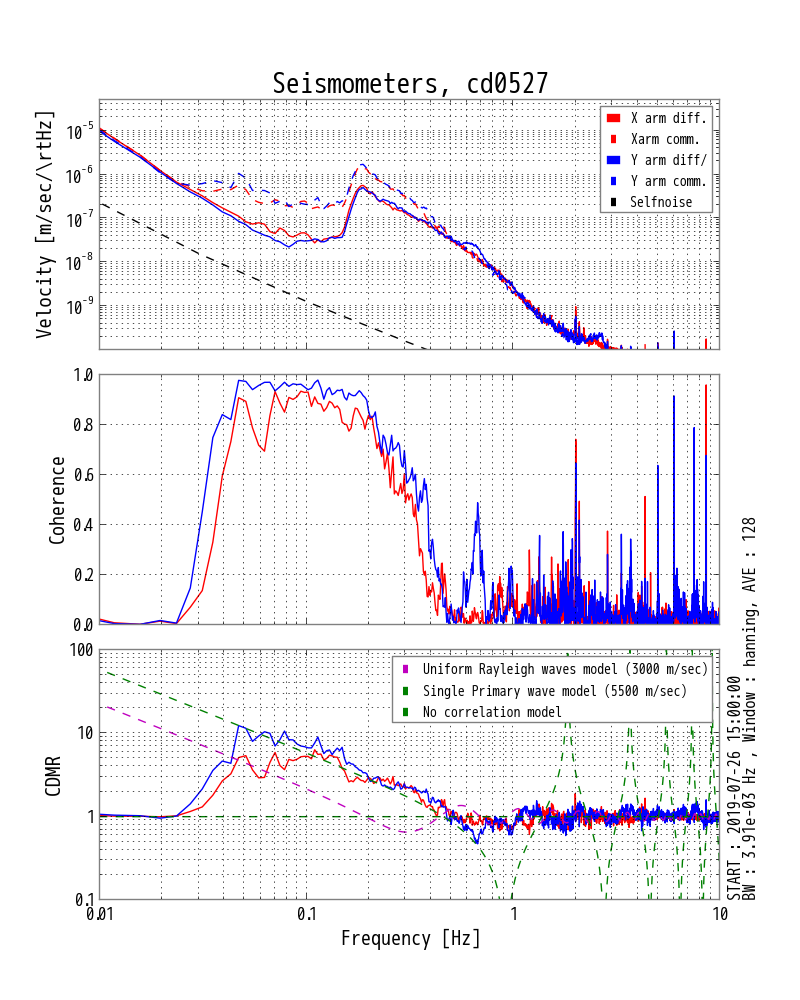 Seismometers, cd0527
Velocity [m/sec/\rtHz]
10^-5
10^-6
10^-7
10^-8
10^-9
X arm diff.
Xarm comm.
Y arm diff/
Y arm comm.
Selfnoise
Coherence
1.0
0.8
0.6
0.4
0.2
0.0
CDMR
100
10
1
0.1
Uniform Rayleigh waves model (3000 m/sec)
Single Primary wave model (5500 m/sec)
No correlation model
0.01
0.1
1
10
Frequency [Hz]
START : 2019-07-26 15:00:00
BW : 3.91e-03 Hz , Window : hanning, AVE : 128